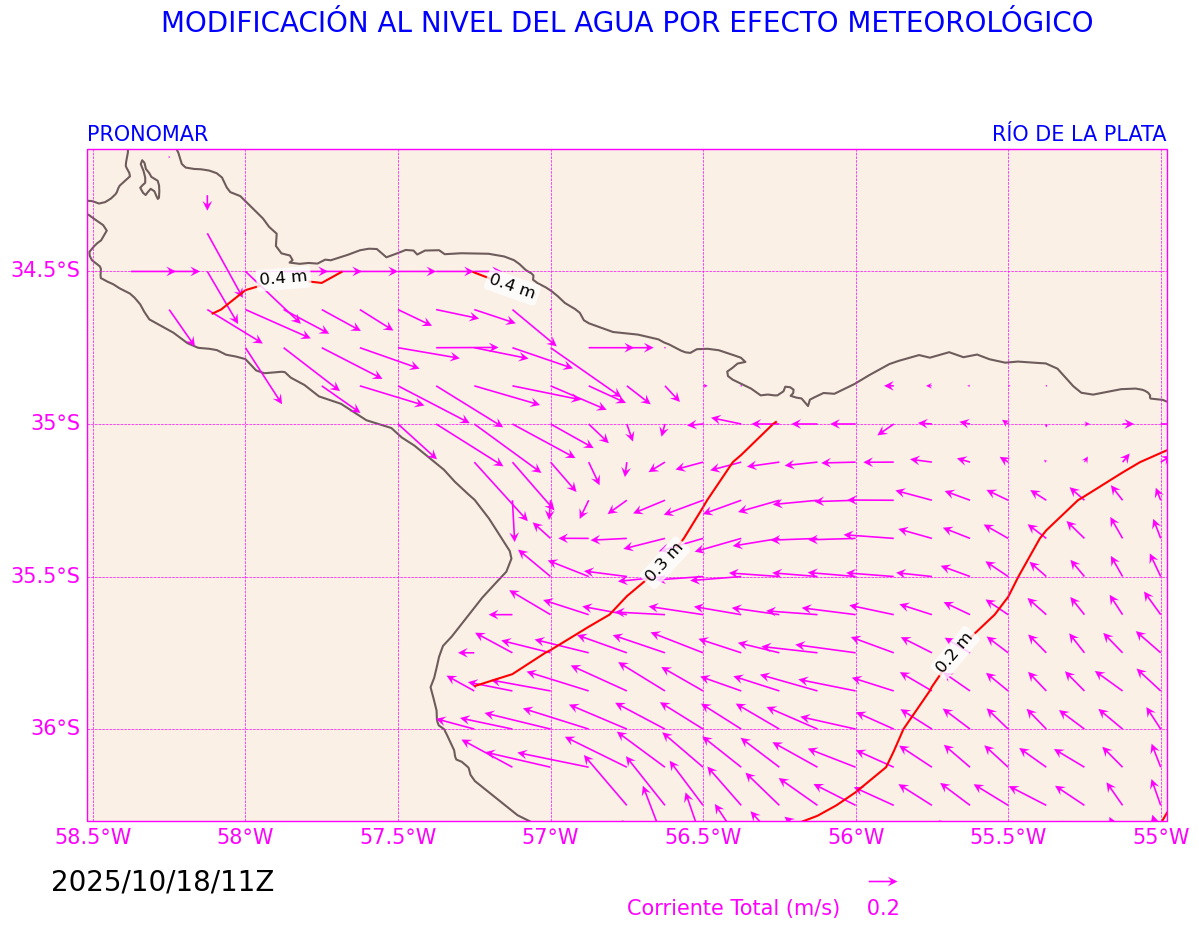 MODIFICACIÓN AL NIVEL DEL AGUA POR EFECTO METEOROLÓGICO
PRONOMAR RÍO DE LA PLATA
34.5°S
0.4 m 0.4 m
35°S
0.3 m
35.5°S
0.2 m
36°S
58.5°W 58°W 57.5°W 57°W 56.5°W 56°W 55.5°W 55°W
2025/10/18/11Z
Corriente Total (m/s) 0.2